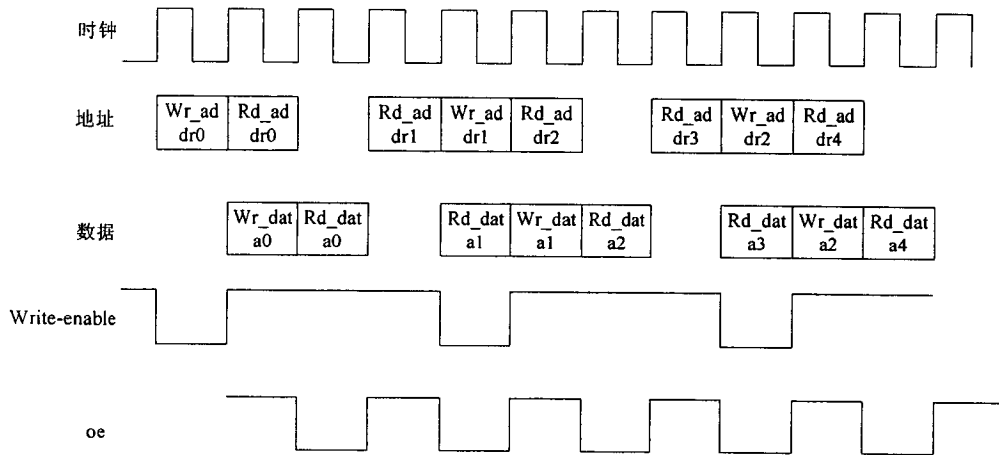 时钟
地址
Wr_ad
dr0
Rd_ad
dr0
Rd_ad
dr1
Wr_ad
dr1
Rd_ad
dr2
Rd_ad
dr3
Wr_ad
dr2
Rd_ad
dr4
数据
Wr_dat
a0
Rd_dat
a0
Rd_dat
a1
Wr_dat
a1
Rd_dat
a2
Rd_dat
a3
Wr_dat
a2
Rd_dat
a4
Write-enable
oe